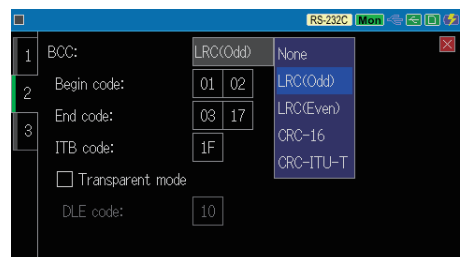 RS-232C Mon
1
2
3
BCC: LRC(Odd)
Begin code: 01 02
End code: 03 17
ITB code: 1F
Transparent mode
DLE code: 10
None
LRC(Odd)
LRC(Even)
CRC-16
CRC-ITU-T